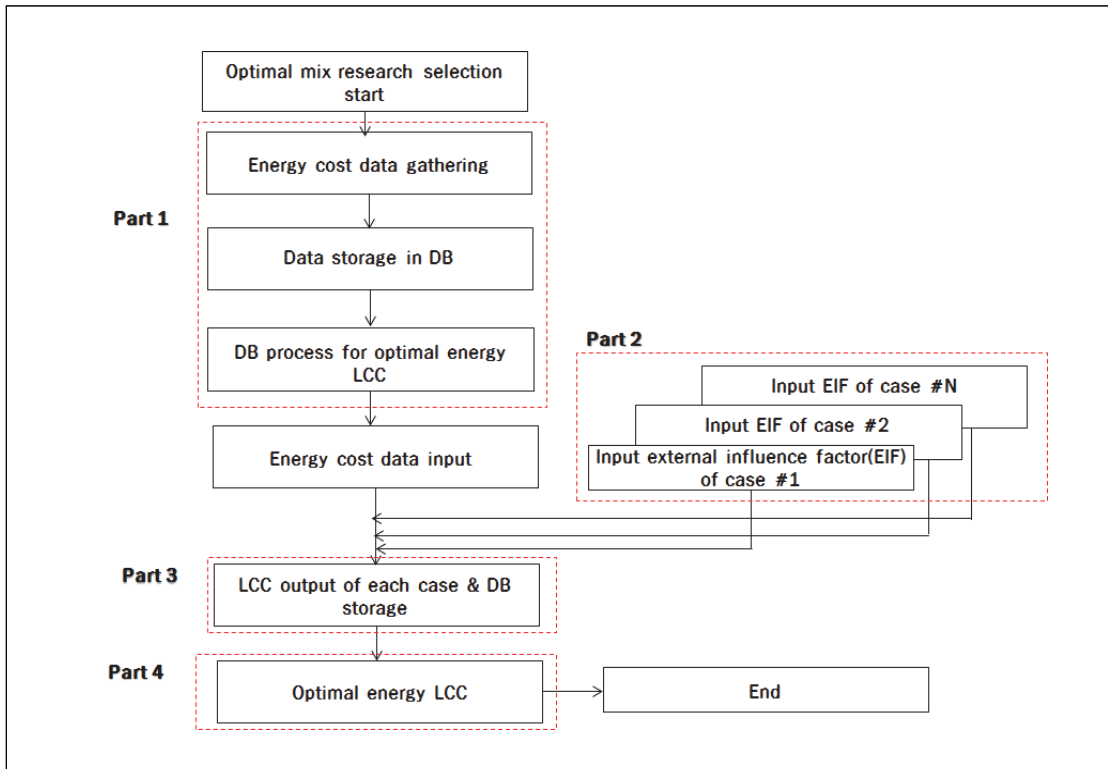 Optimal mix research selection
start
Part 1
Energy cost data gathering
Data storage in DB
DB process for optimal energy
LCC
Energy cost data input
Part 2
Input EIF of case #N
Input EIF of case #2
Input external influence factor(EIF)
of case #1
Part 3
LCC output of each case & DB
storage
Part 4
Optimal energy LCC
End